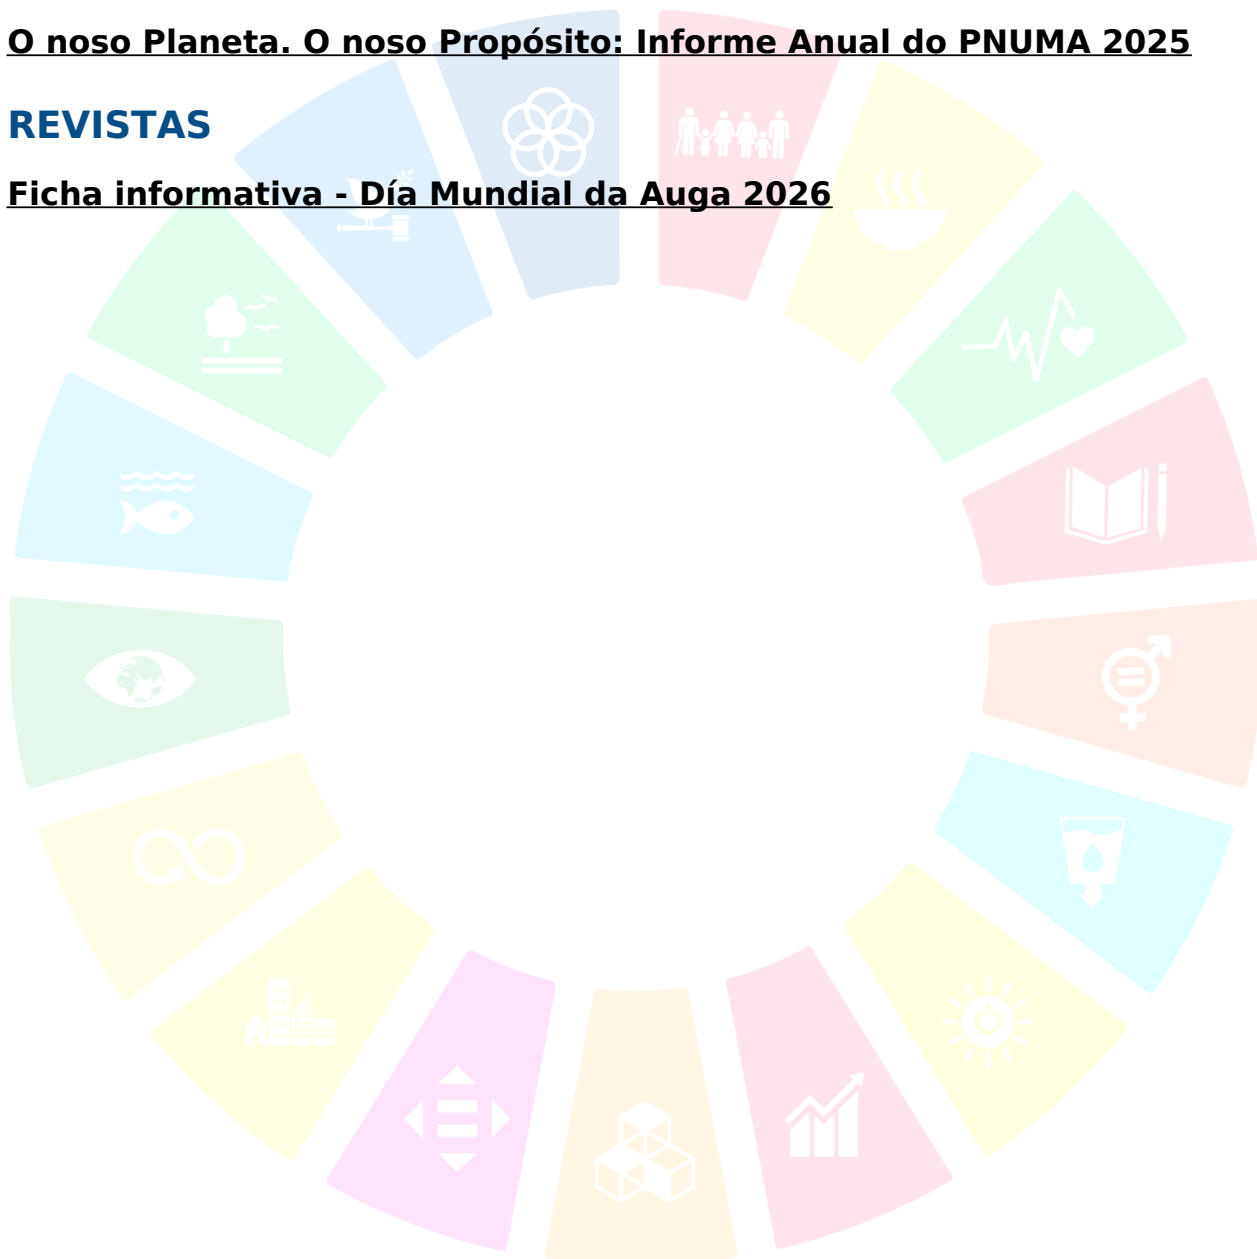 O noso Planeta. O noso Propósito: Informe Anual do PNUMA 2025
REVISTAS
Ficha informativa - Día Mundial da Auga 2026